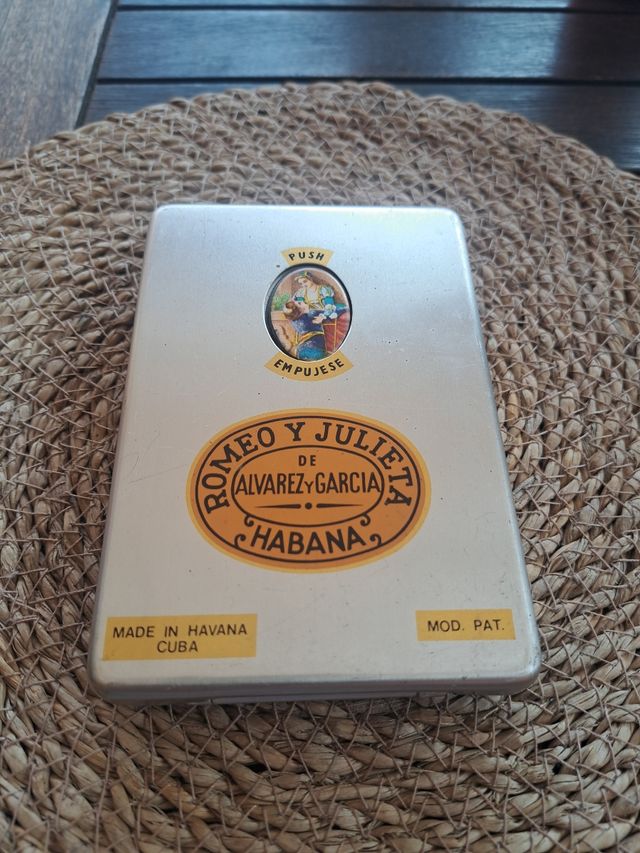 PUSH
EMPUJESE
ROMEO Y JULIETA
DE
ALVAREZ Y GARCIA
HABANA
MADE IN HAVANA
CUBA
MOD. PAT.